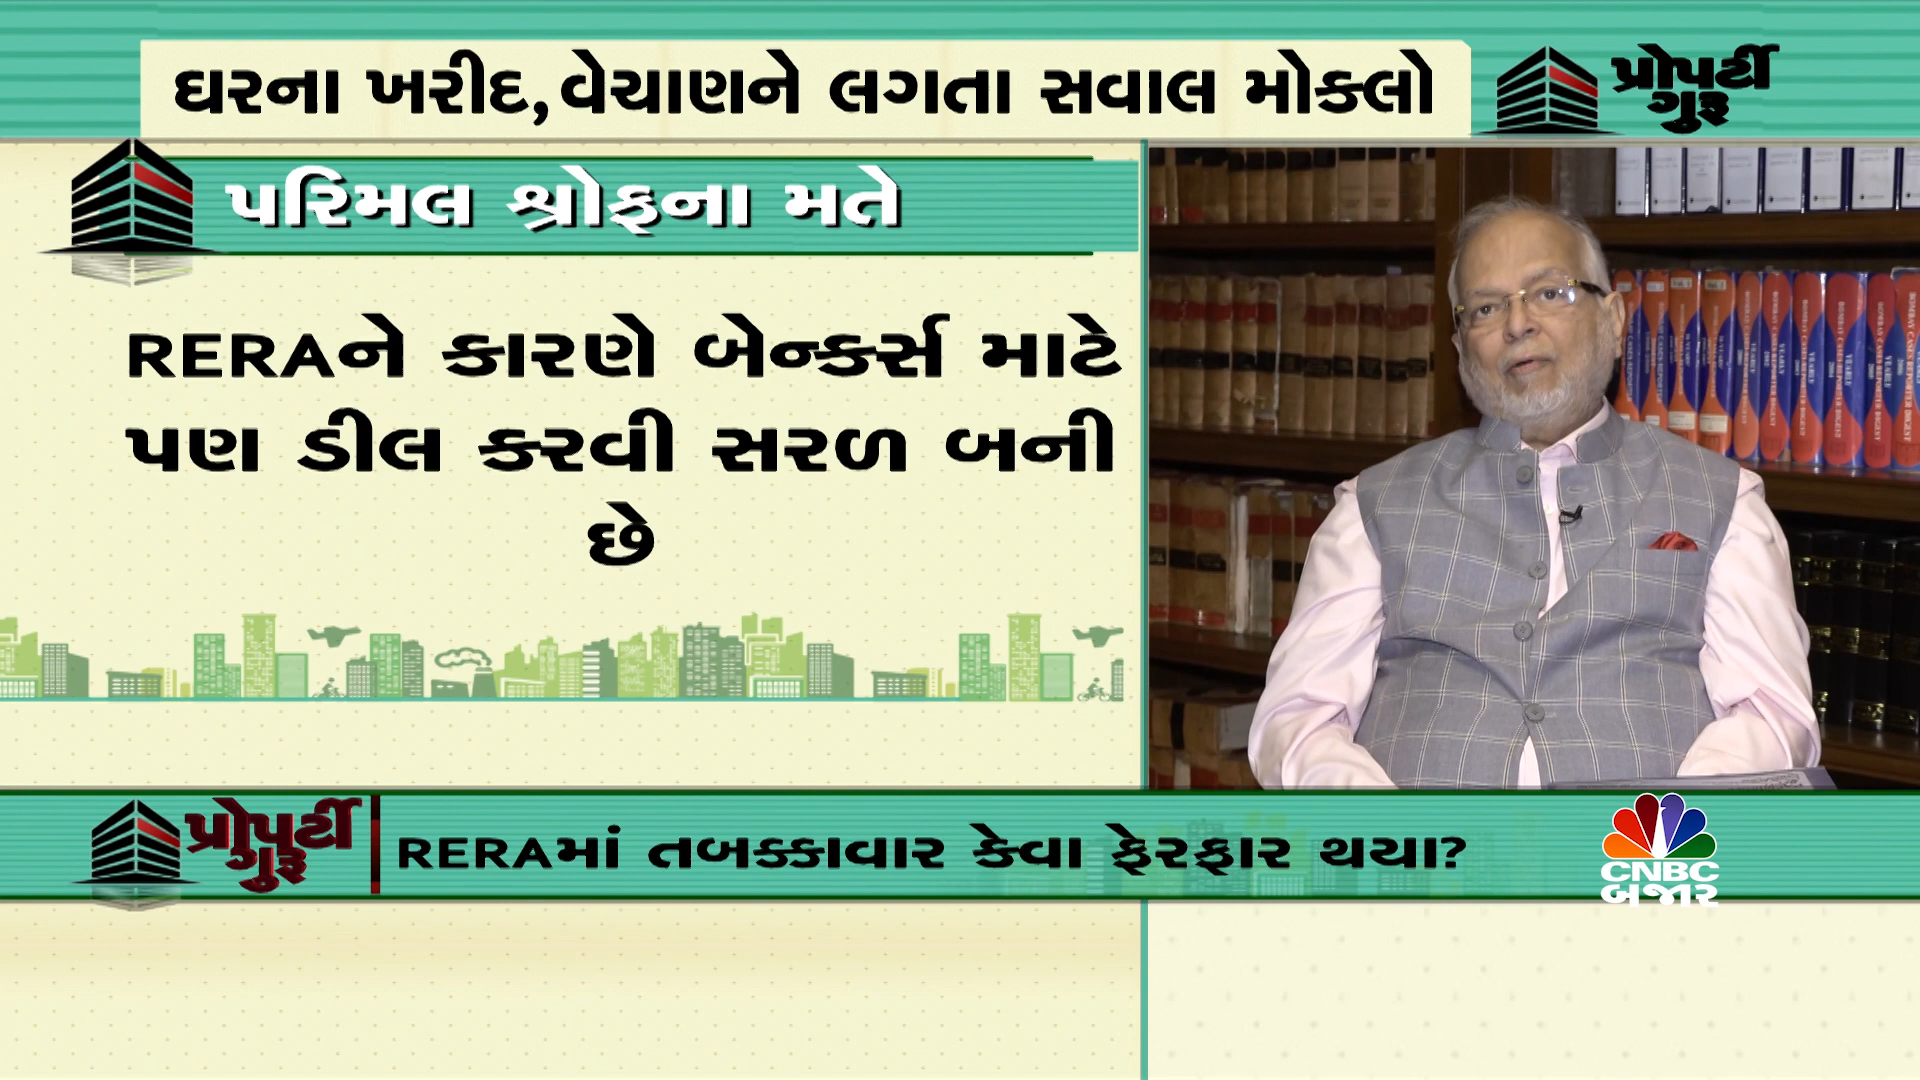 ઘરના ખરીદ,વેચાણને લગતા સવાલ મોકલો
પ્રોપર્ટી
ગુરૂ
પરિમલ શ્રોફના મતે
RERAને કારણે બેન્કર્સ માટે
પણ ડીલ કરવી સરળ બની
છે
પ્રોપર્ટી
ગુરૂ
RERAમાં તબક્કાવાર કેવા ફેરફાર થયા?
CNBC
બજાર